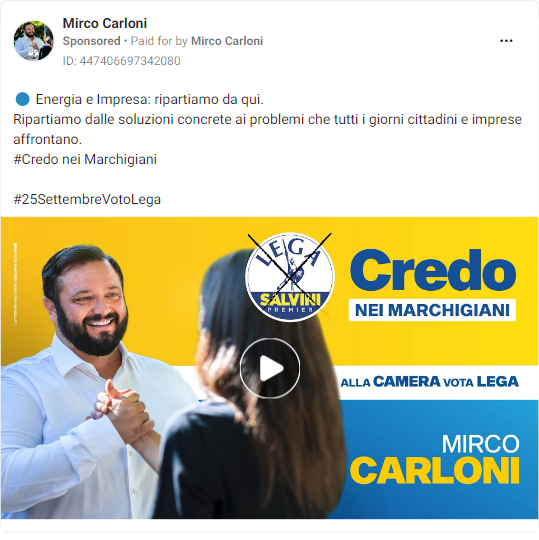 Mirco Carloni
Sponsored • Paid for by Mirco Carloni
ID: 447406697342080
🔵 Energia e Impresa: ripartiamo da qui.
Ripartiamo dalle soluzioni concrete ai problemi che tutti i giorni cittadini e imprese
affrontano.
#Credo nei Marchigiani
#25SettembreVotoLega
LEGA
SALVINI
PREMIER
Credo
NEI MARCHIGIANI
ALLA CAMERA VOTA LEGA
MIRCO
CARLONI